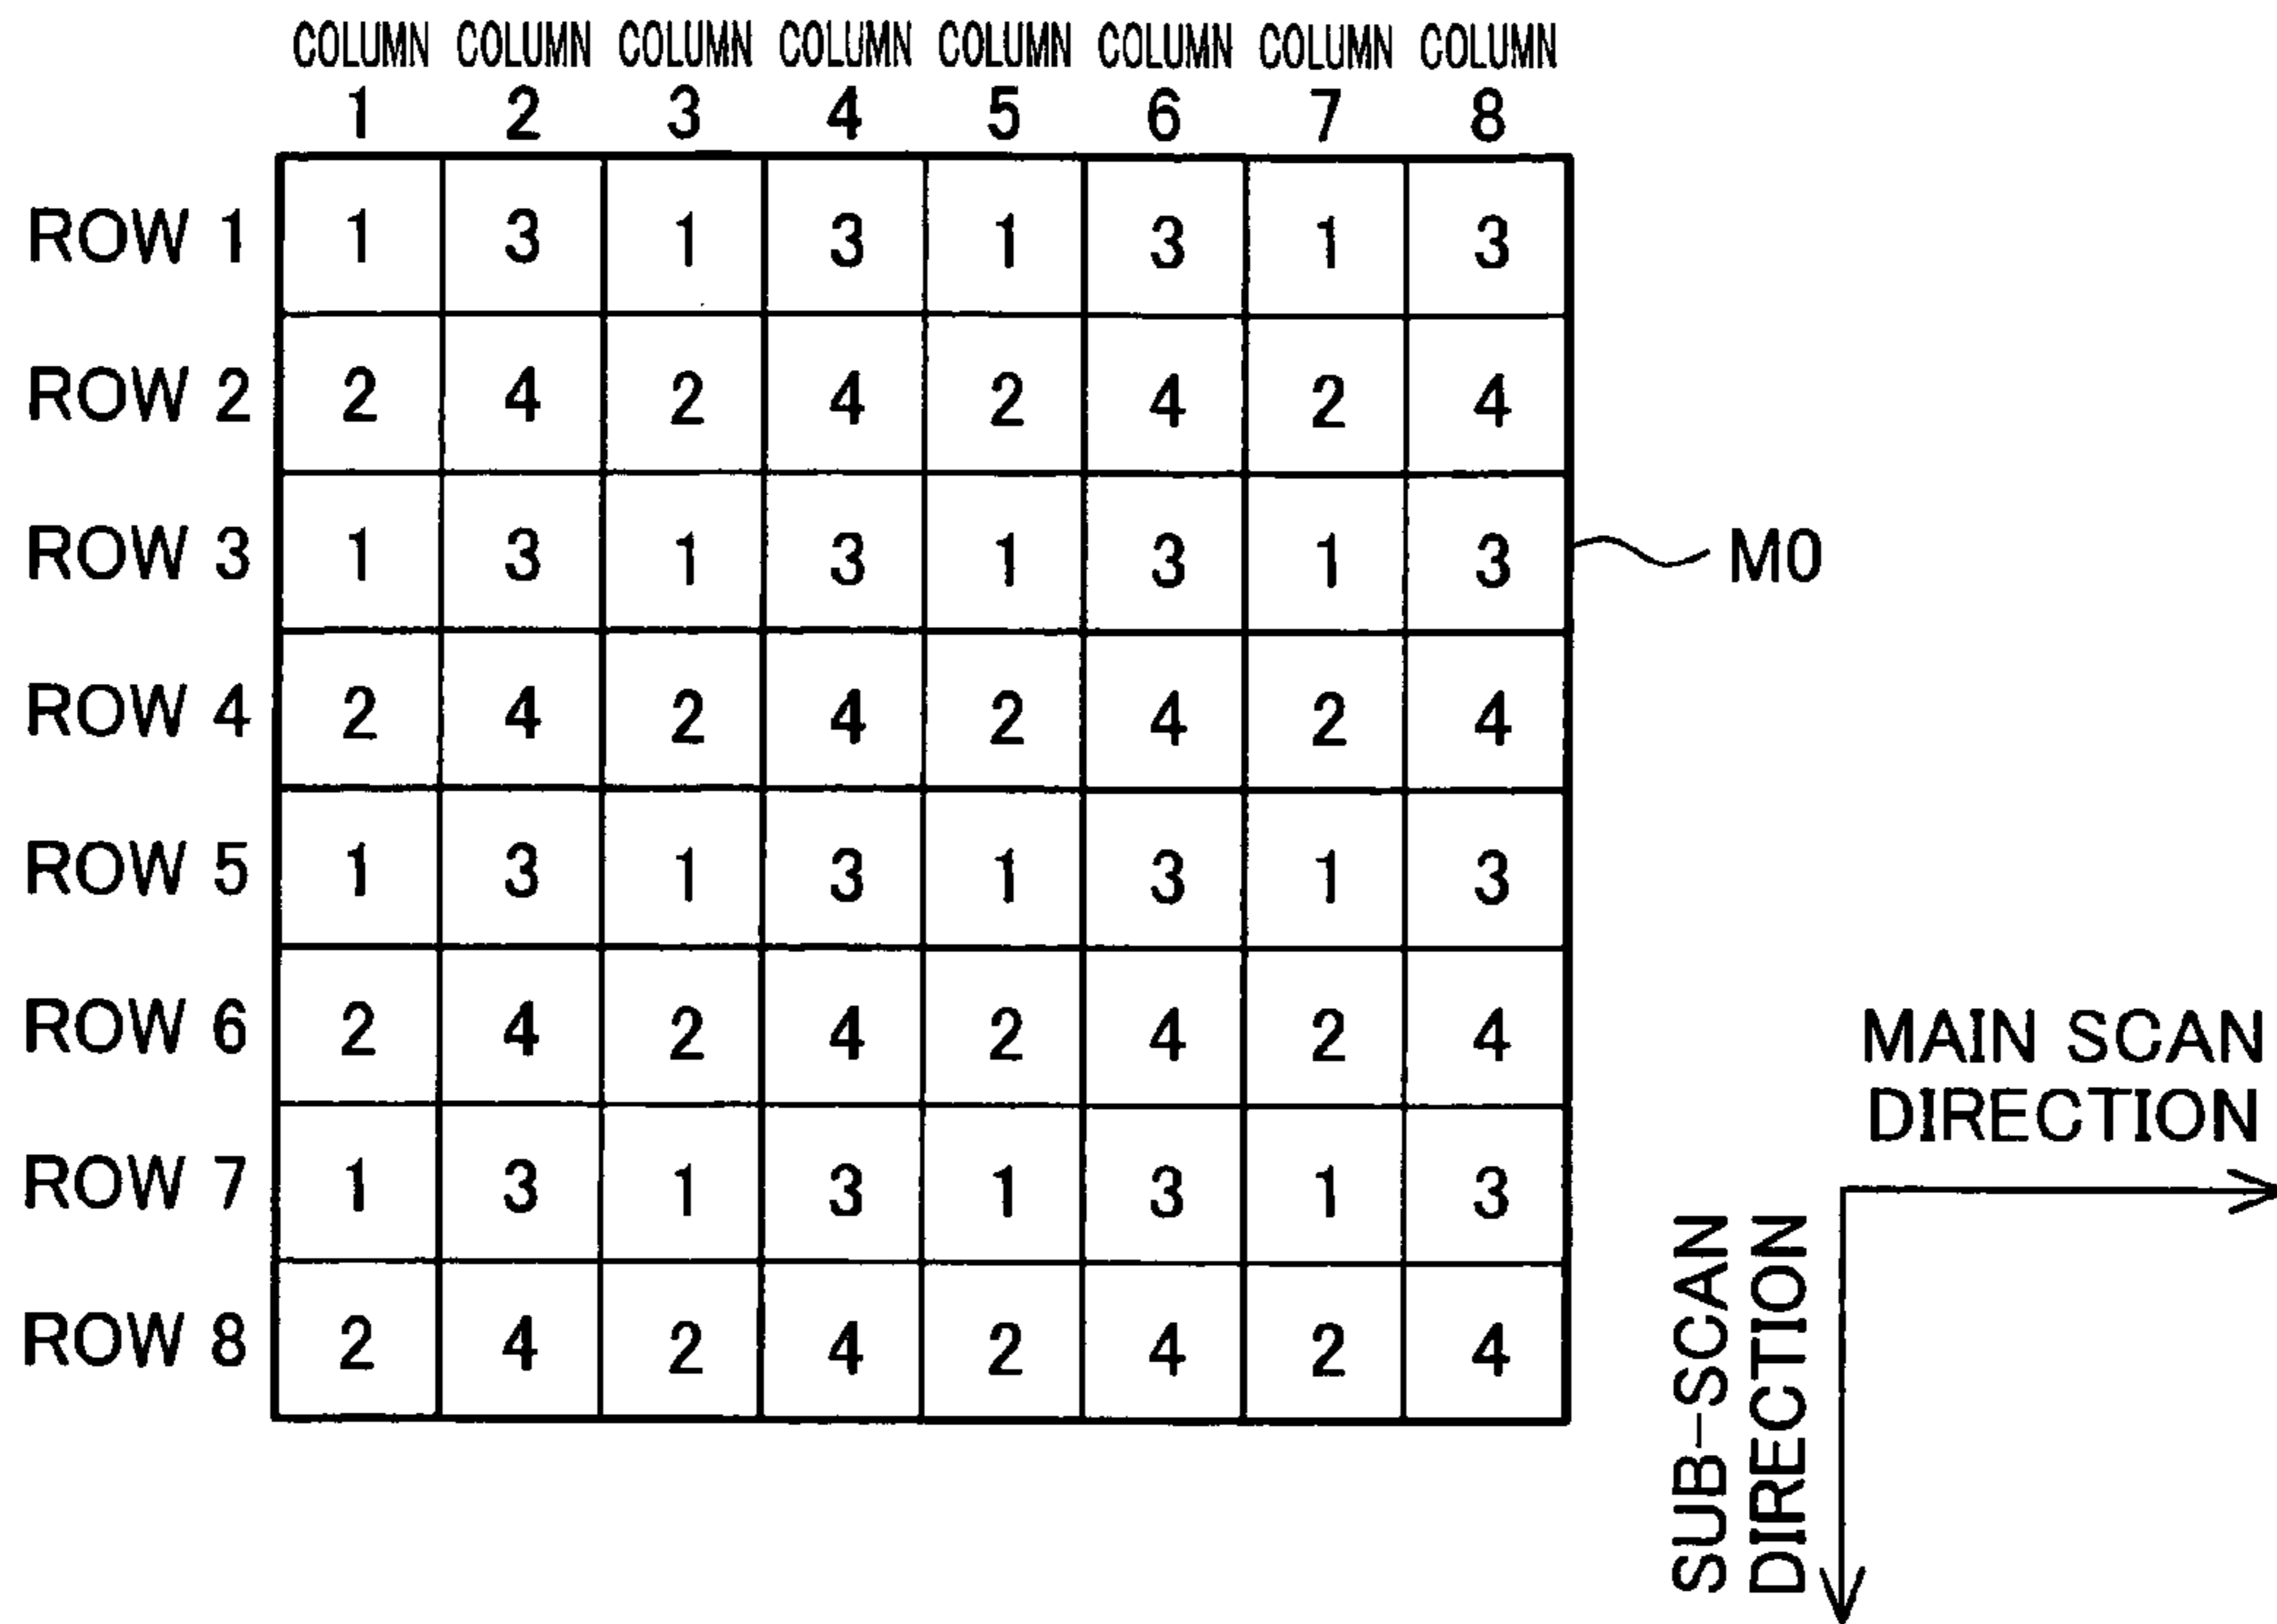 COLUMN COLUMN COLUMN COLUMN COLUMN COLUMN COLUMN COLUMN
1 2 3 4 5 6 7 8
ROW 1 1 3 1 3 1 3 1 3
ROW 2 2 4 2 4 2 4 2 4
ROW 3 1 3 1 3 1 3 1 3 M0
ROW 4 2 4 2 4 2 4 2 4
ROW 5 1 3 1 3 1 3 1 3
ROW 6 2 4 2 4 2 4 2 4
ROW 7 1 3 1 3 1 3 1 3
ROW 8 2 4 2 4 2 4 2 4
MAIN SCAN
DIRECTION
SUB-SCAN
DIRECTION